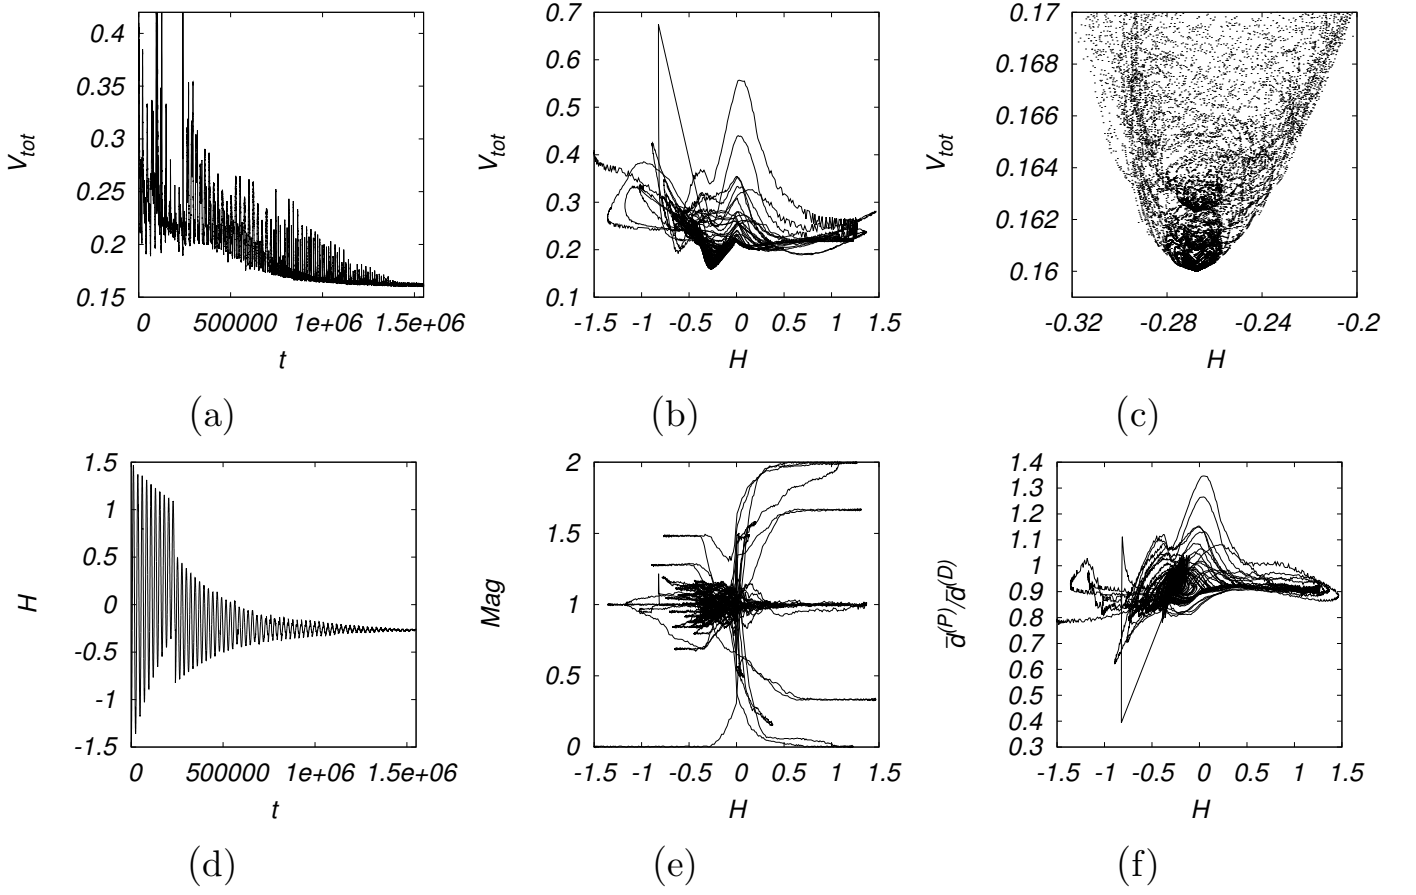 0.4
0.35
0.3
0.25
0.2
0.15
V_tot
0 500000 1e+06 1.5e+06
t
(a)
0.7
0.6
0.5
0.4
0.3
0.2
0.1
V_tot
-1.5 -1 -0.5 0 0.5 1 1.5
H
(b)
0.17
0.168
0.166
0.164
0.162
0.16
V_tot
-0.32 -0.28 -0.24 -0.2
H
(c)
1.5
1
0.5
0
-0.5
-1
-1.5
H
0 500000 1e+06 1.5e+06
t
(d)
2
1.5
1
0.5
0
Mag
-1.5 -1 -0.5 0 0.5 1 1.5
H
(e)
1.4
1.3
1.2
1.1
1
0.9
0.8
0.7
0.6
0.5
0.4
0.3
d̄^(P)/d̄^(D)
-1.5 -1 -0.5 0 0.5 1 1.5
H
(f)